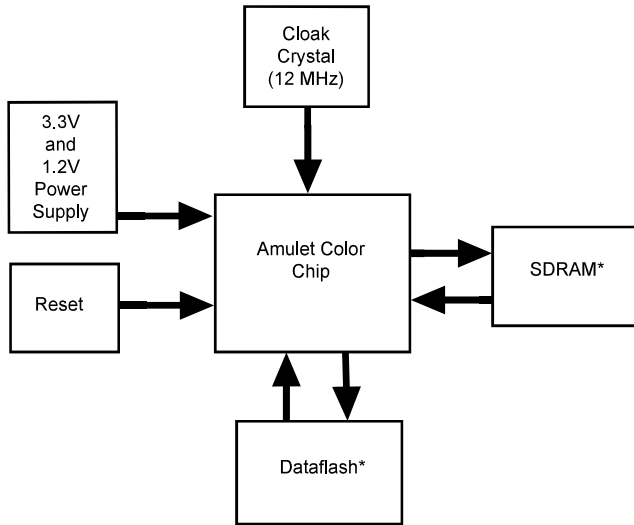 Cloak
Crystal
(12 MHz)
3.3V
and
1.2V
Power
Supply
Amulet Color
Chip
SDRAM*
Reset
Dataflash*